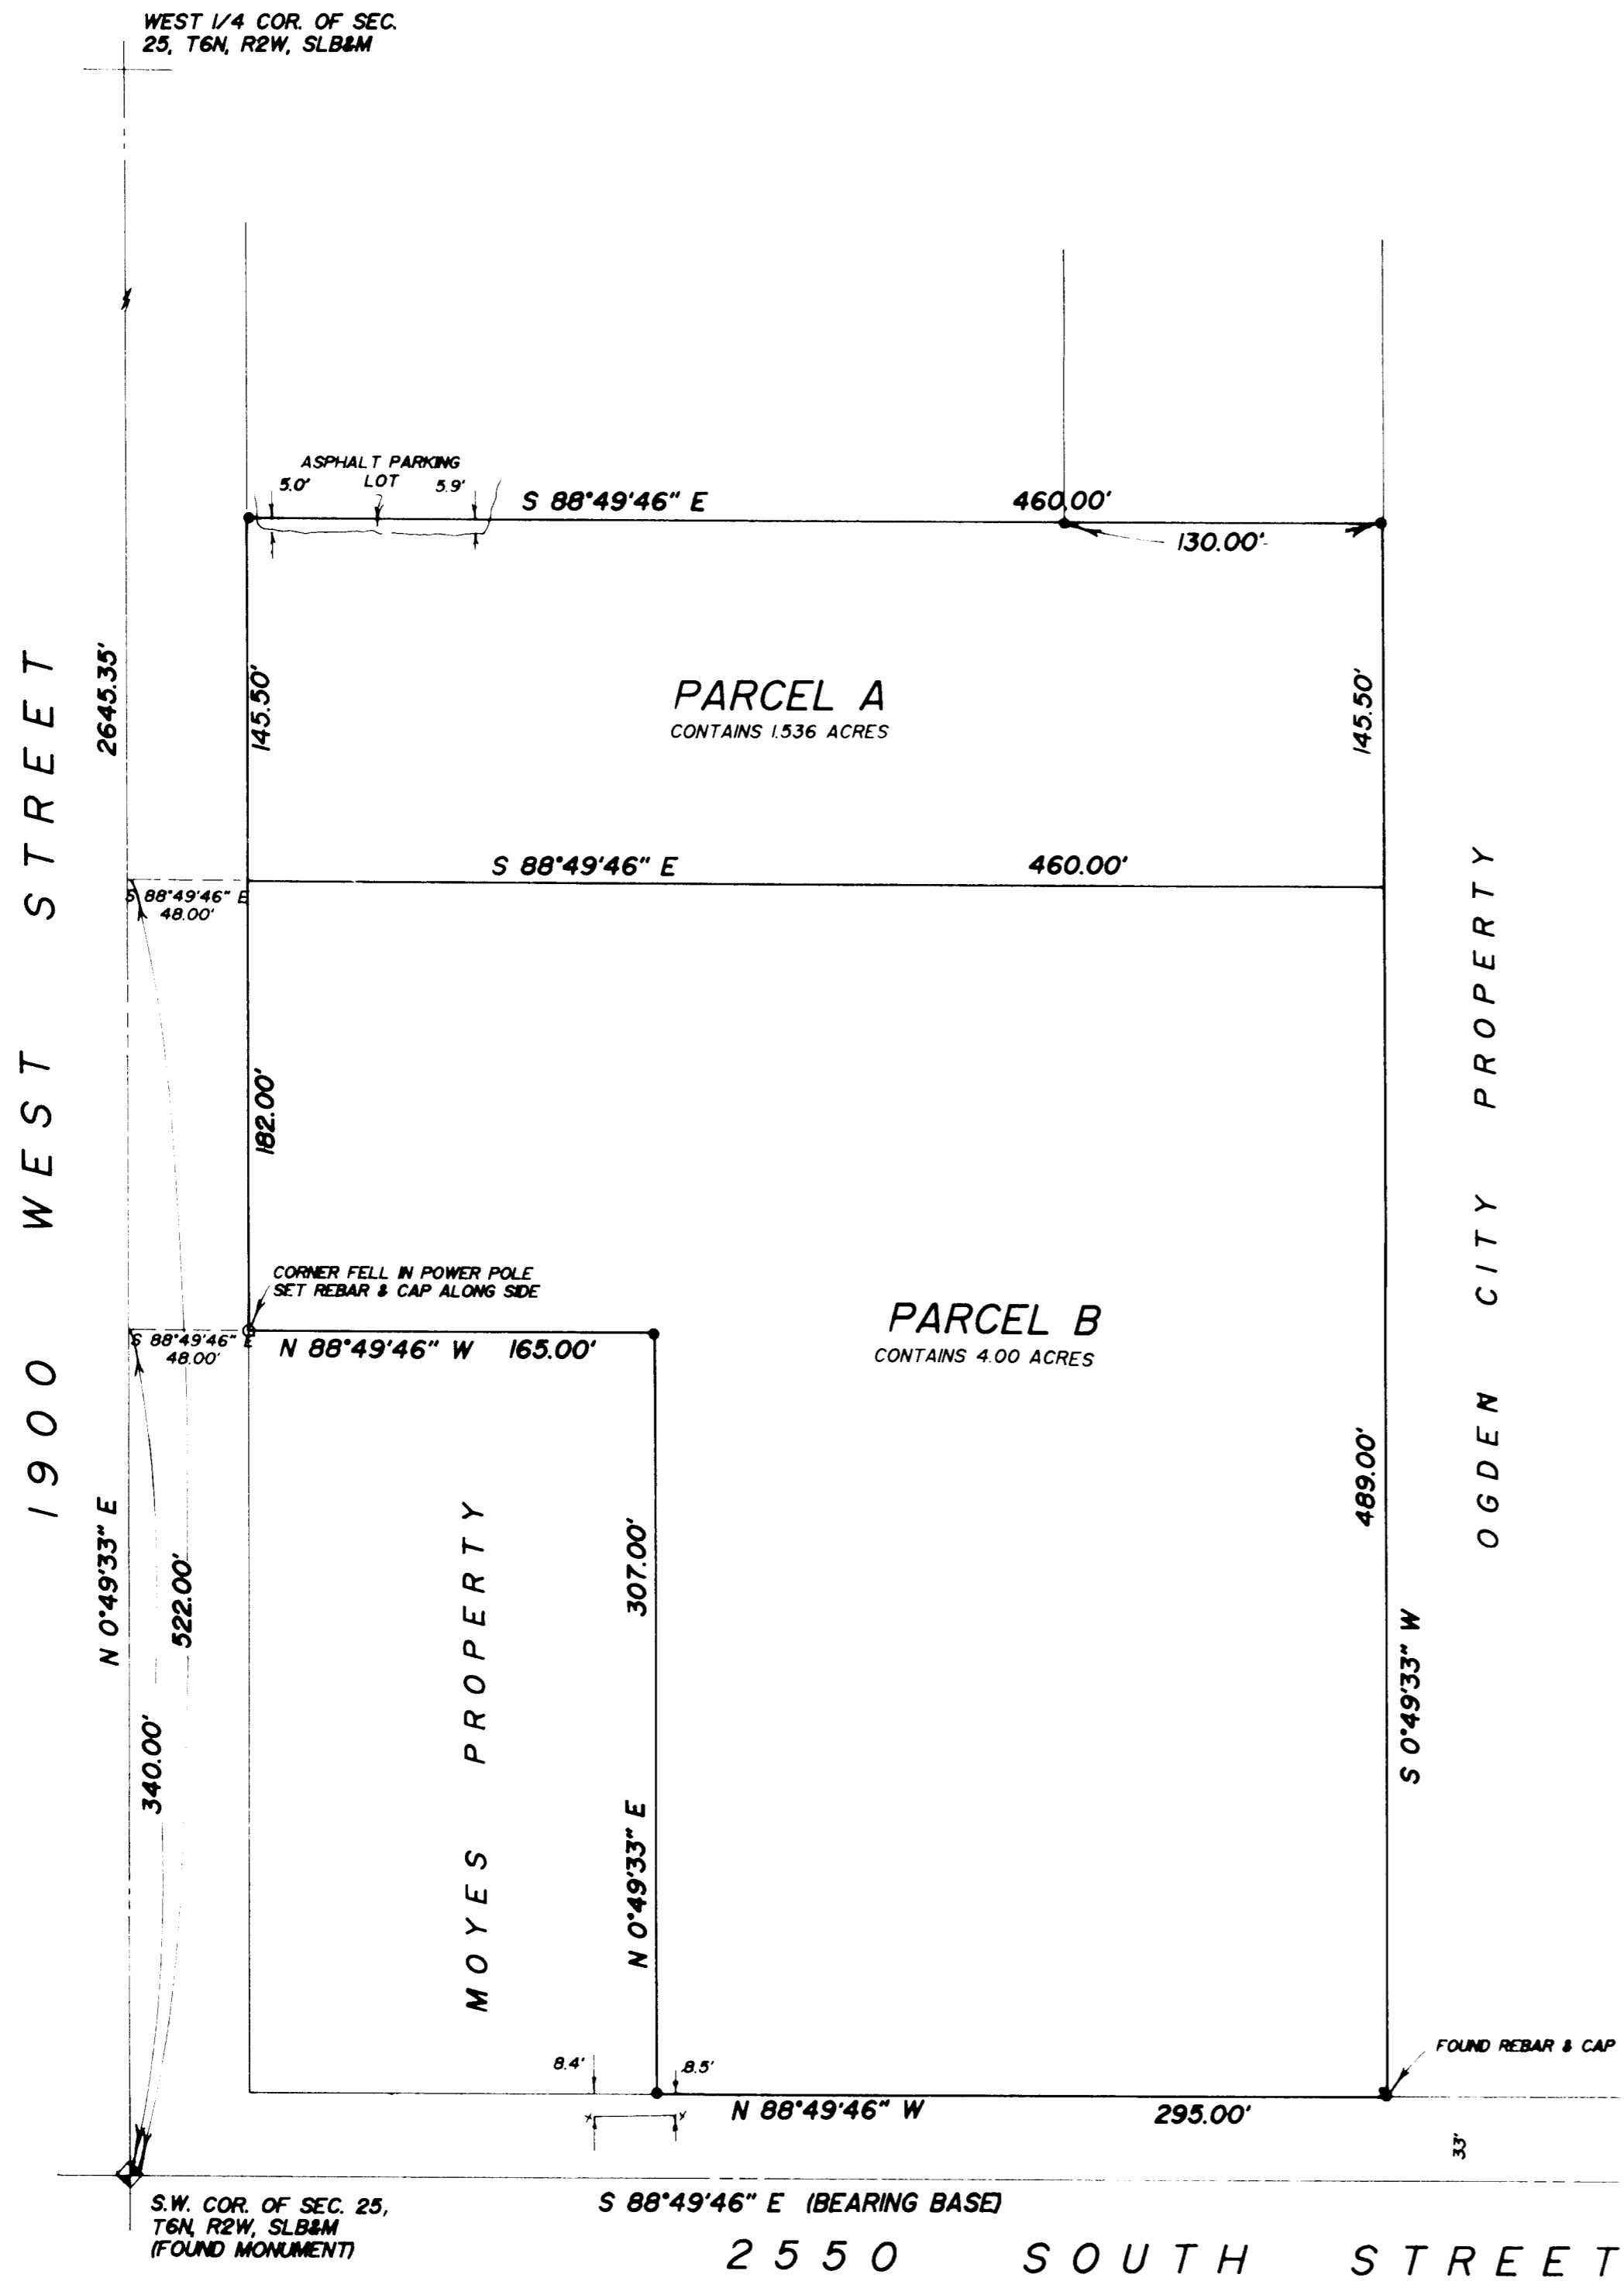 WEST 1/4 COR. OF SEC.
25, T6N, R2W, SLB&M
ASPHALT PARKING
LOT
5.0'
5.9'
S 88°49'46" E
460.00'
130.00'
2645.35'
145.50'
PARCEL A
CONTAINS 1.536 ACRES
145.50'
S 88°49'46" E
460.00'
S 88°49'46" E
48.00'
182.00'
1900 WEST STREET
OGDEN CITY PROPERTY
CORNER FELL IN POWER POLE
SET REBAR & CAP ALONG SIDE
S 88°49'46" E
48.00'
N 88°49'46" W 165.00'
PARCEL B
CONTAINS 4.00 ACRES
N 0°49'33" E
522.00'
340.00'
MOYES PROPERTY
307.00'
N 0°49'33" E
489.00'
S 0°49'33" W
FOUND REBAR & CAP
8.4'
8.5'
N 88°49'46" W
295.00'
33'
S.W. COR. OF SEC. 25,
T6N, R2W, SLB&M
(FOUND MONUMENT)
S 88°49'46" E (BEARING BASE)
2550 SOUTH STREET